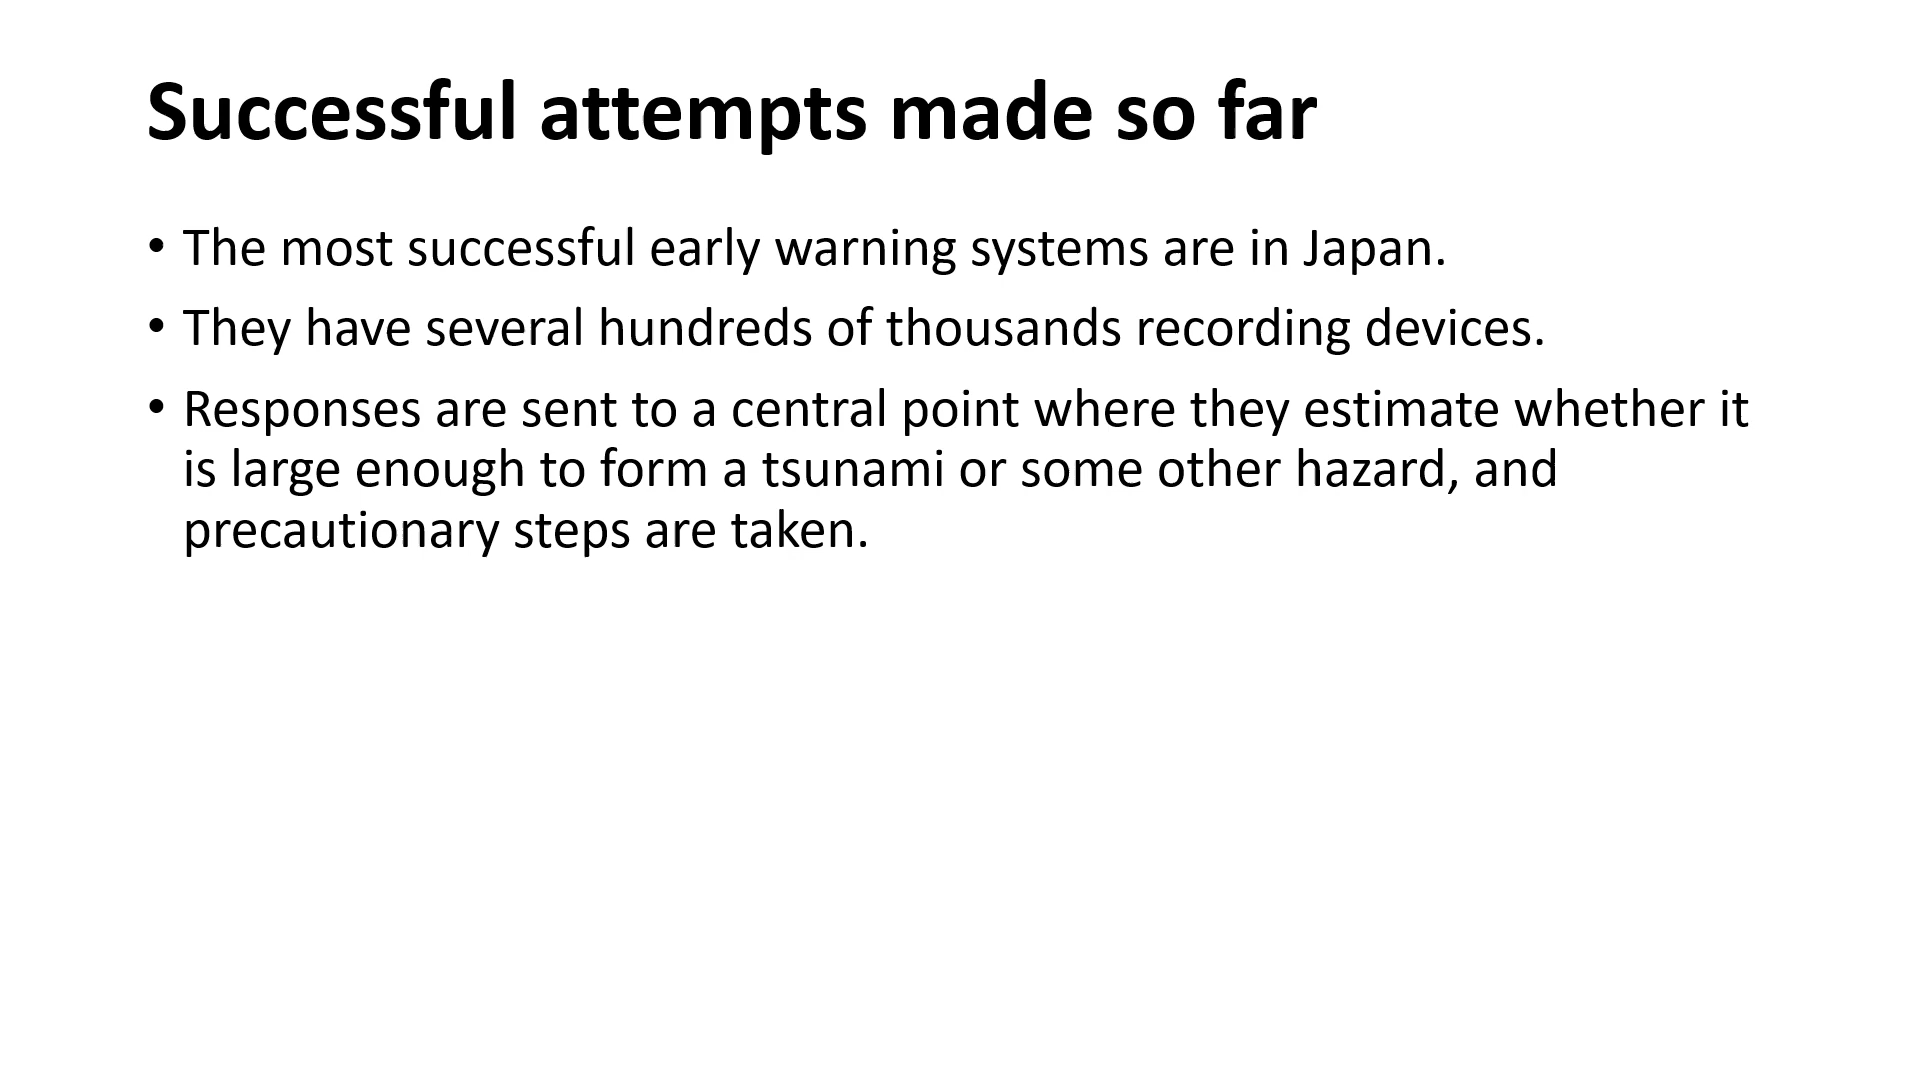 Successful attempts made so far
• The most successful early warning systems are in Japan.
• They have several hundreds of thousands recording devices.
• Responses are sent to a central point where they estimate whether it
is large enough to form a tsunami or some other hazard, and
precautionary steps are taken.